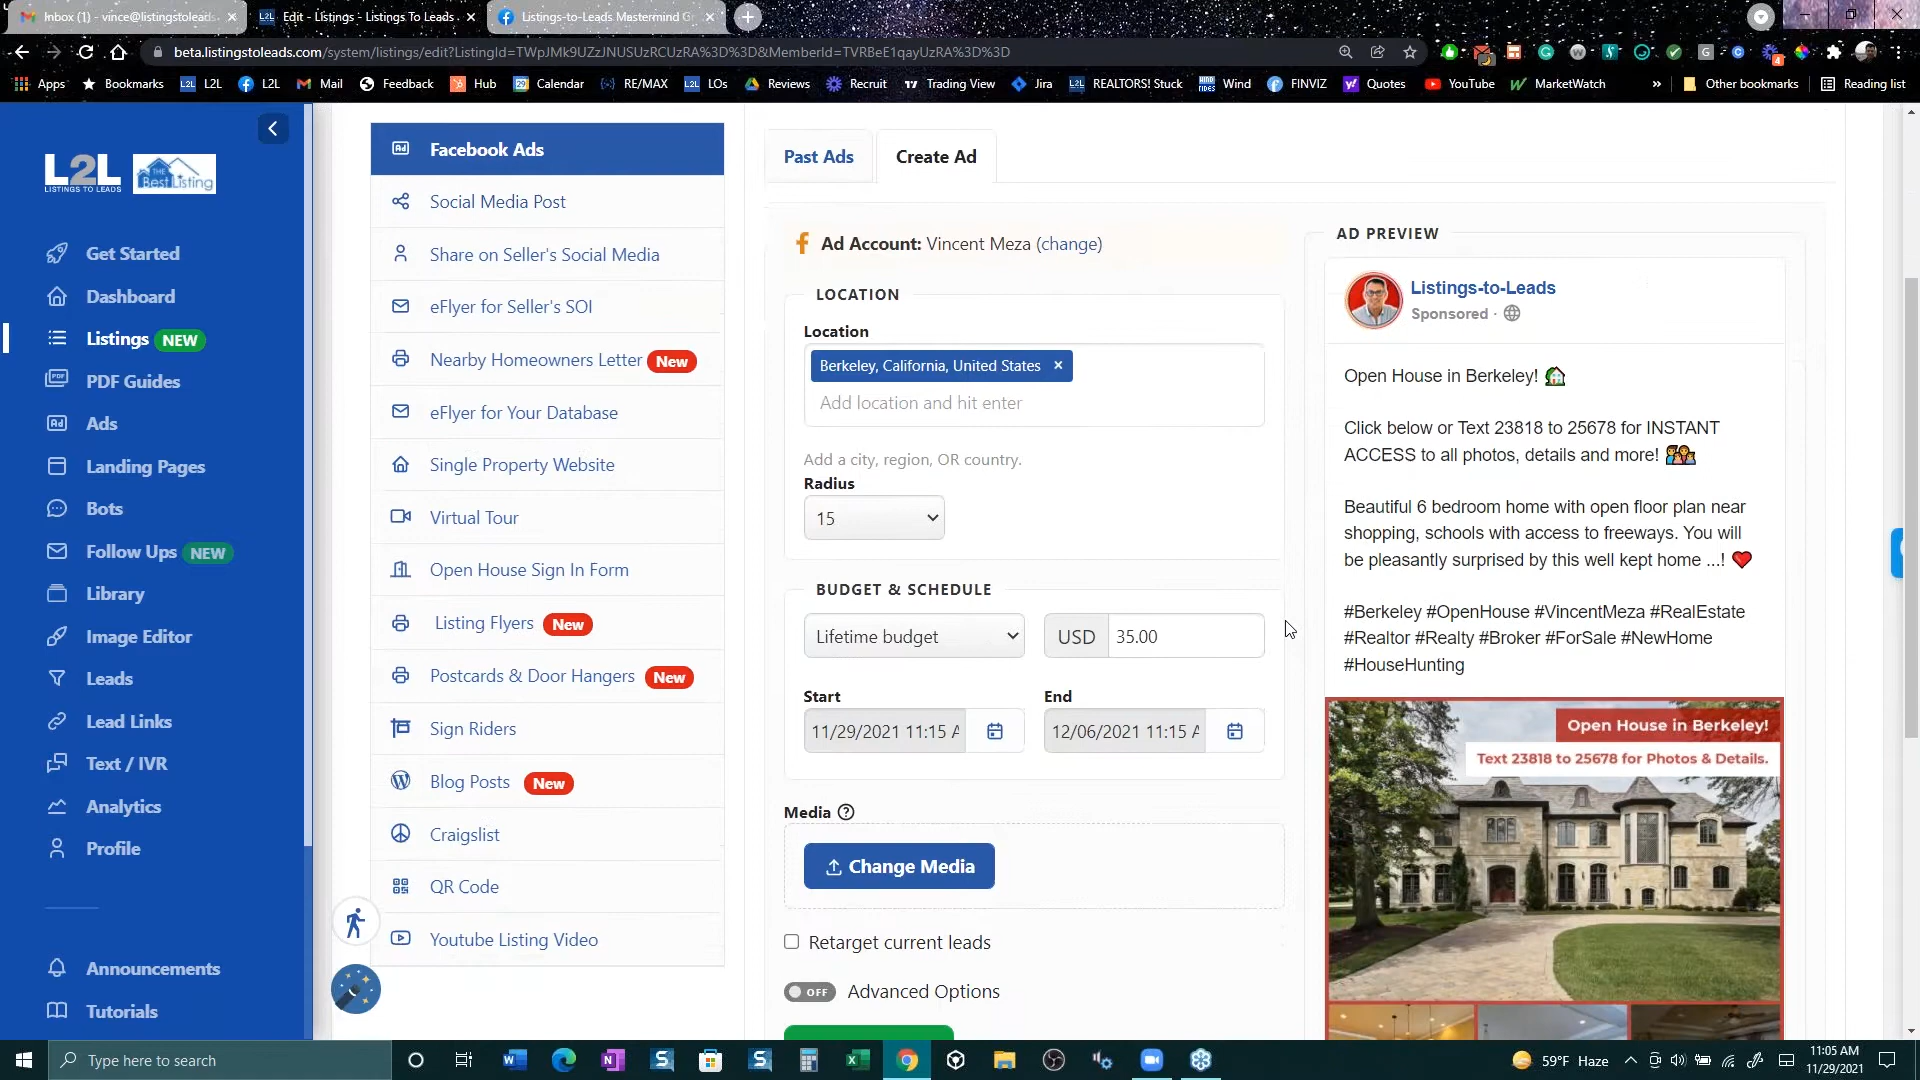 Inbox (1) - vince@listingstoleads.
Edit - Listings - Listings To Leads
Listings-to-Leads Mastermind Gr
beta.listingstoleads.com/system/listings/edit?ListingId=TWpJMk9UZzJNUSUzRCUzRA%3D%3D&MemberId=TVRBeE1qayUzRA%3D%3D
Apps
Bookmarks
L2L
L2L
Mail
Feedback
Hub
Calendar
RE/MAX
LOs
Reviews
Recruit
Trading View
Jira
REALTORS! Stuck
Wind
FINVIZ
Quotes
YouTube
MarketWatch
»
Other bookmarks
Reading list
L2L
LISTINGS TO LEADS
THE
BestListing
Get Started
Dashboard
Listings NEW
PDF Guides
Ads
Landing Pages
Bots
Follow Ups NEW
Library
Image Editor
Leads
Lead Links
Text / IVR
Analytics
Profile
Announcements
Tutorials
Facebook Ads
Social Media Post
Share on Seller's Social Media
eFlyer for Seller's SOI
Nearby Homeowners Letter New
eFlyer for Your Database
Single Property Website
Virtual Tour
Open House Sign In Form
Listing Flyers New
Postcards & Door Hangers New
Sign Riders
Blog Posts New
Craigslist
QR Code
Youtube Listing Video
Past Ads
Create Ad
Ad Account: Vincent Meza (change)
LOCATION
Location
Berkeley, California, United States ×
Add location and hit enter
Add a city, region, OR country.
Radius
15
BUDGET & SCHEDULE
Lifetime budget
USD 35.00
Start
End
11/29/2021 11:15 A
12/06/2021 11:15 A
Media
Change Media
Retarget current leads
OFF Advanced Options
AD PREVIEW
Listings-to-Leads
Sponsored ·
Open House in Berkeley!
Click below or Text 23818 to 25678 for INSTANT
ACCESS to all photos, details and more!
Beautiful 6 bedroom home with open floor plan near
shopping, schools with access to freeways. You will
be pleasantly surprised by this well kept home ...!
#Berkeley #OpenHouse #VincentMeza #RealEstate
#Realtor #Realty #Broker #ForSale #NewHome
#HouseHunting
Open House in Berkeley!
Text 23818 to 25678 for Photos & Details.
Type here to search
59°F Haze
11:05 AM
11/29/2021